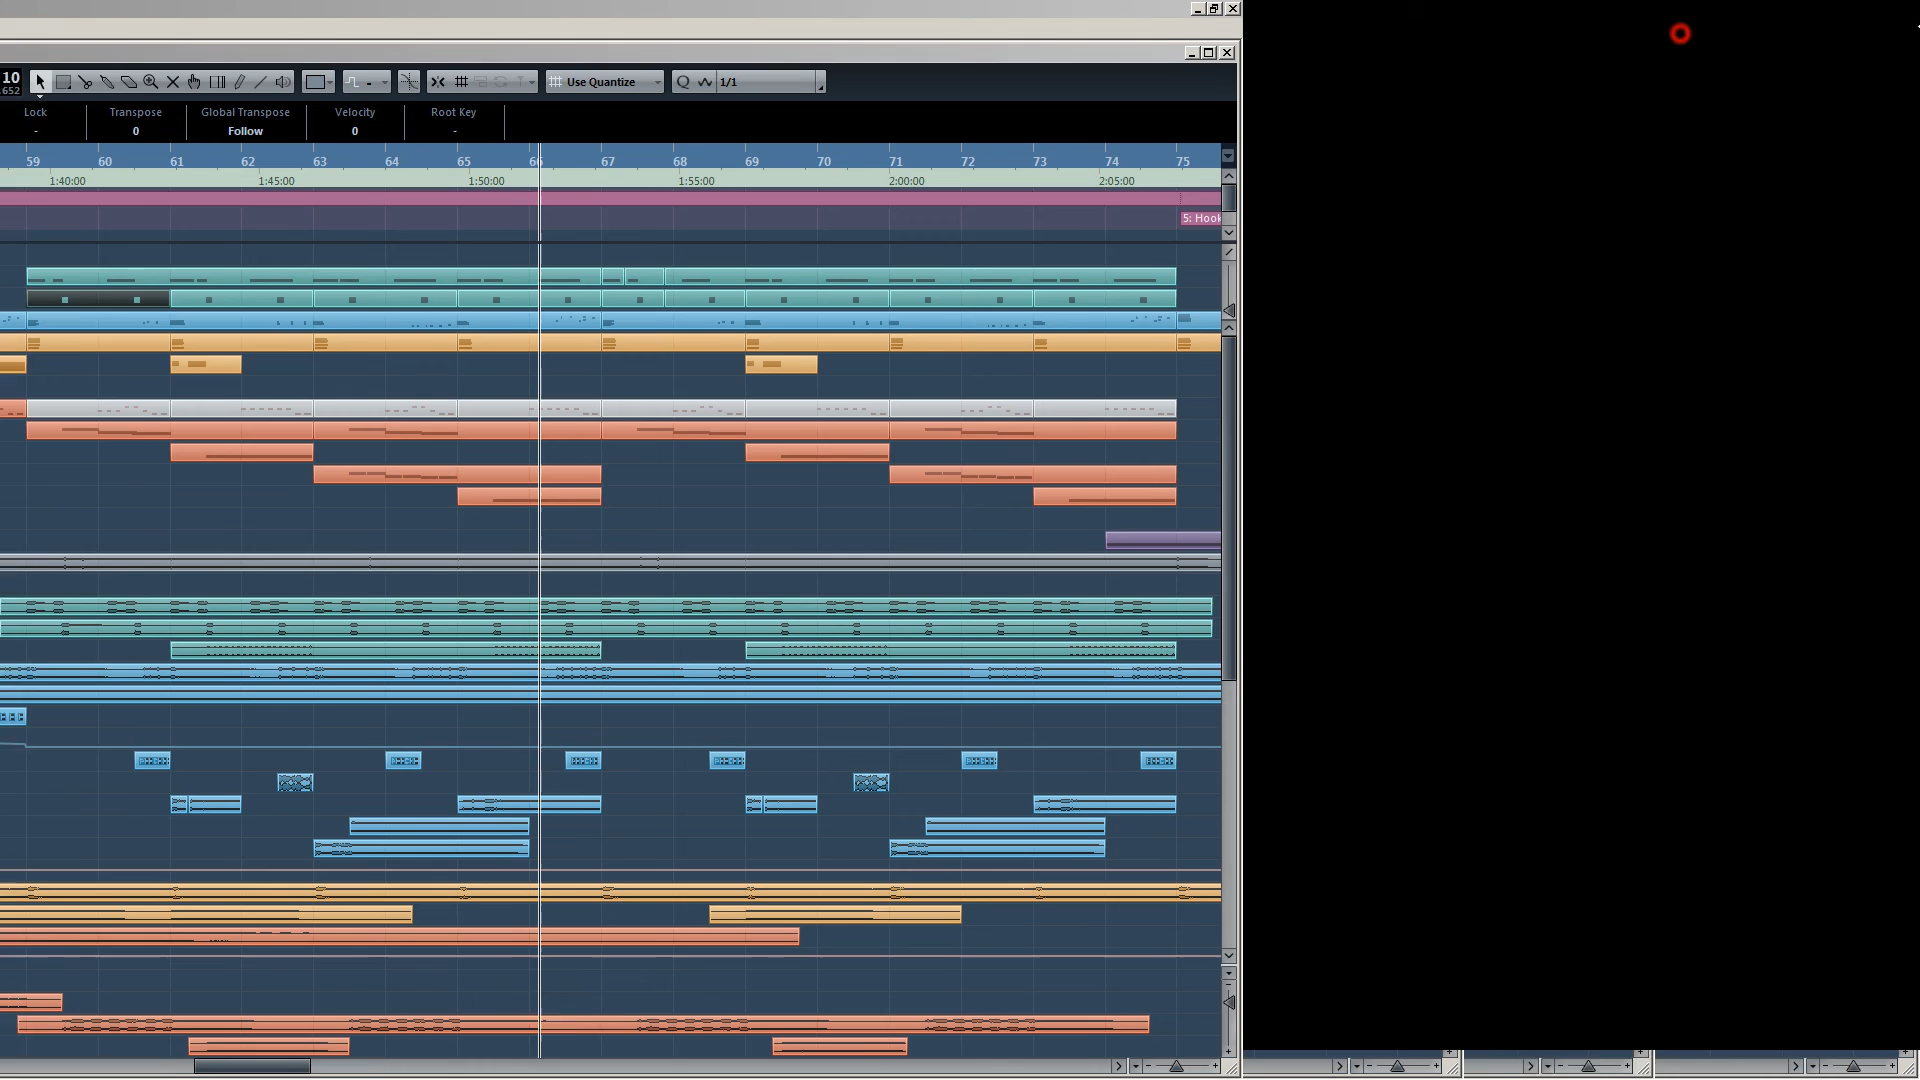 10
.652
Use Quantize
Q
1/1
Lock
Transpose
Global Transpose
Velocity
Root Key
-
0
Follow
0
-
59 60 61 62 63 64 65 66 67 68 69 70 71 72 73 74 75
1:40:00 1:45:00 1:50:00 1:55:00 2:00:00 2:05:00
5: Hook